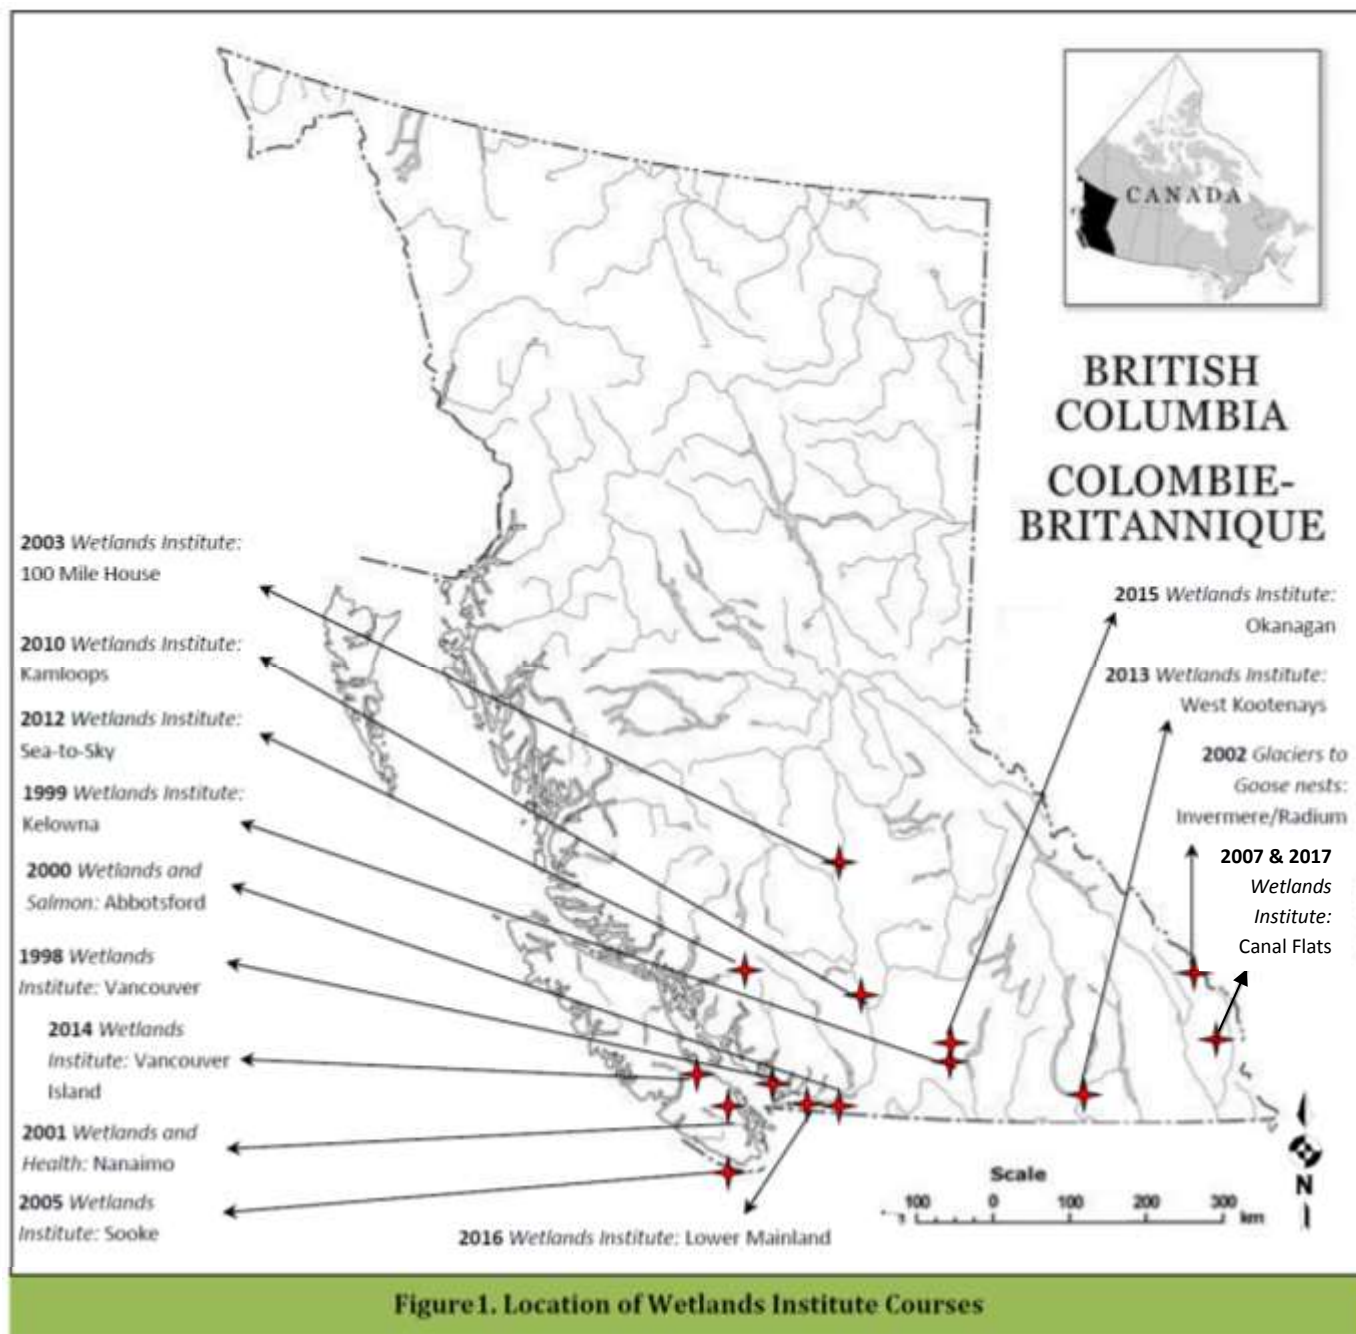 CANADA
BRITISH
COLUMBIA
COLOMBIE-
BRITANNIQUE
2003 Wetlands Institute:
100 Mile House
2010 Wetlands Institute:
Kamloops
2012 Wetlands Institute:
Sea-to-Sky
1999 Wetlands Institute:
Kelowna
2000 Wetlands and
Salmon: Abbotsford
1998 Wetlands
Institute: Vancouver
2014 Wetlands
Institute: Vancouver
Island
2001 Wetlands and
Health: Nanaimo
2005 Wetlands
Institute: Sooke
2016 Wetlands Institute: Lower Mainland
2015 Wetlands Institute:
Okanagan
2013 Wetlands Institute:
West Kootenays
2002 Glaciers to
Goose nests:
Invermere/Radium
2007 & 2017
Wetlands
Institute:
Canal Flats
N
Scale
100 0 100 200 300
km
Figure1. Location of Wetlands Institute Courses